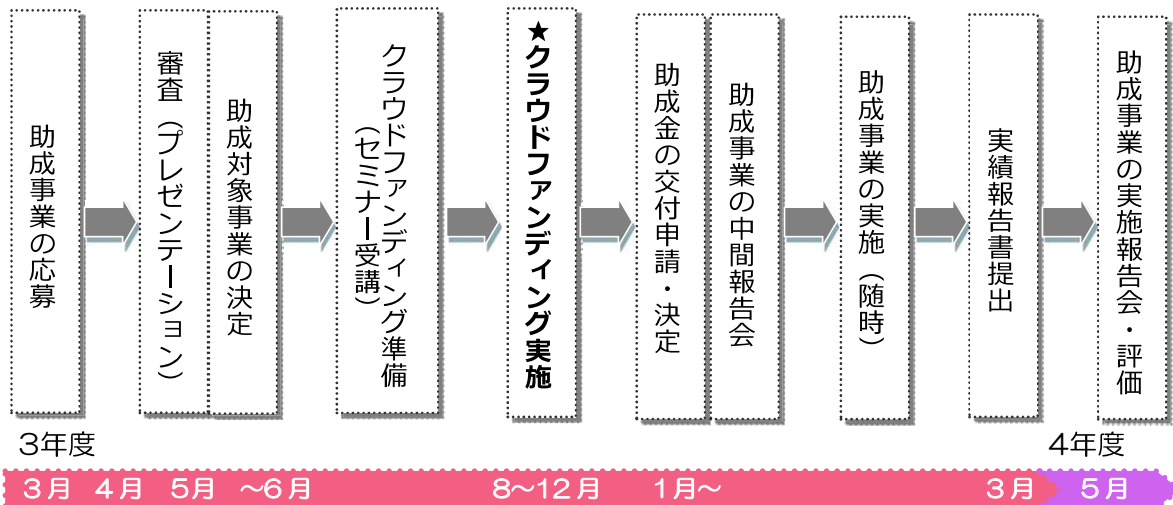 助成事業の応募
審査（プレゼンテーション）
助成対象事業の決定
クラウドファンディング準備
（セミナー受講）
★クラウドファンディング実施
助成金の交付申請・決定
助成事業の中間報告会
助成事業の実施（随時）
実績報告書提出
助成事業の実施報告会・評価
3年度
4年度
3月 4月 5月 ～6月 8～12月 1月～ 3月 5月